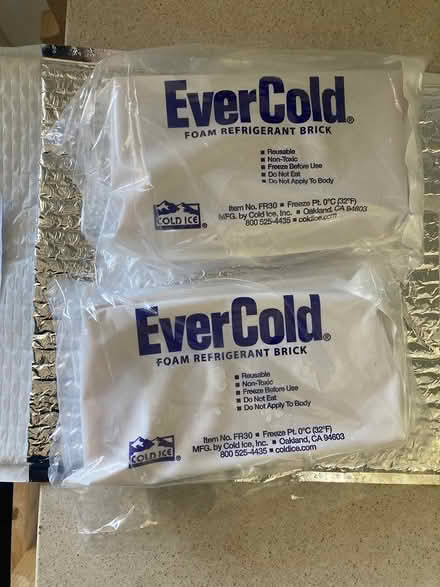 EverCold®
FOAM REFRIGERANT BRICK
■ Reusable
■ Non-Toxic
■ Freeze Before Use
■ Do Not Eat
■ Do Not Apply To Body
COLD ICE®
Item No. FR30 ■ Freeze Pt. 0°C (32°F)
MFG. by Cold Ice, Inc. ■ Oakland, CA 94603
800 525-4435 ■ coldice.com
EverCold®
FOAM REFRIGERANT BRICK
■ Reusable
■ Non-Toxic
■ Freeze Before Use
■ Do Not Eat
■ Do Not Apply To Body
COLD ICE®
Item No. FR30 ■ Freeze Pt. 0°C (32°F)
MFG. by Cold Ice, Inc. ■ Oakland, CA 94603
800 525-4435 ■ coldice.com